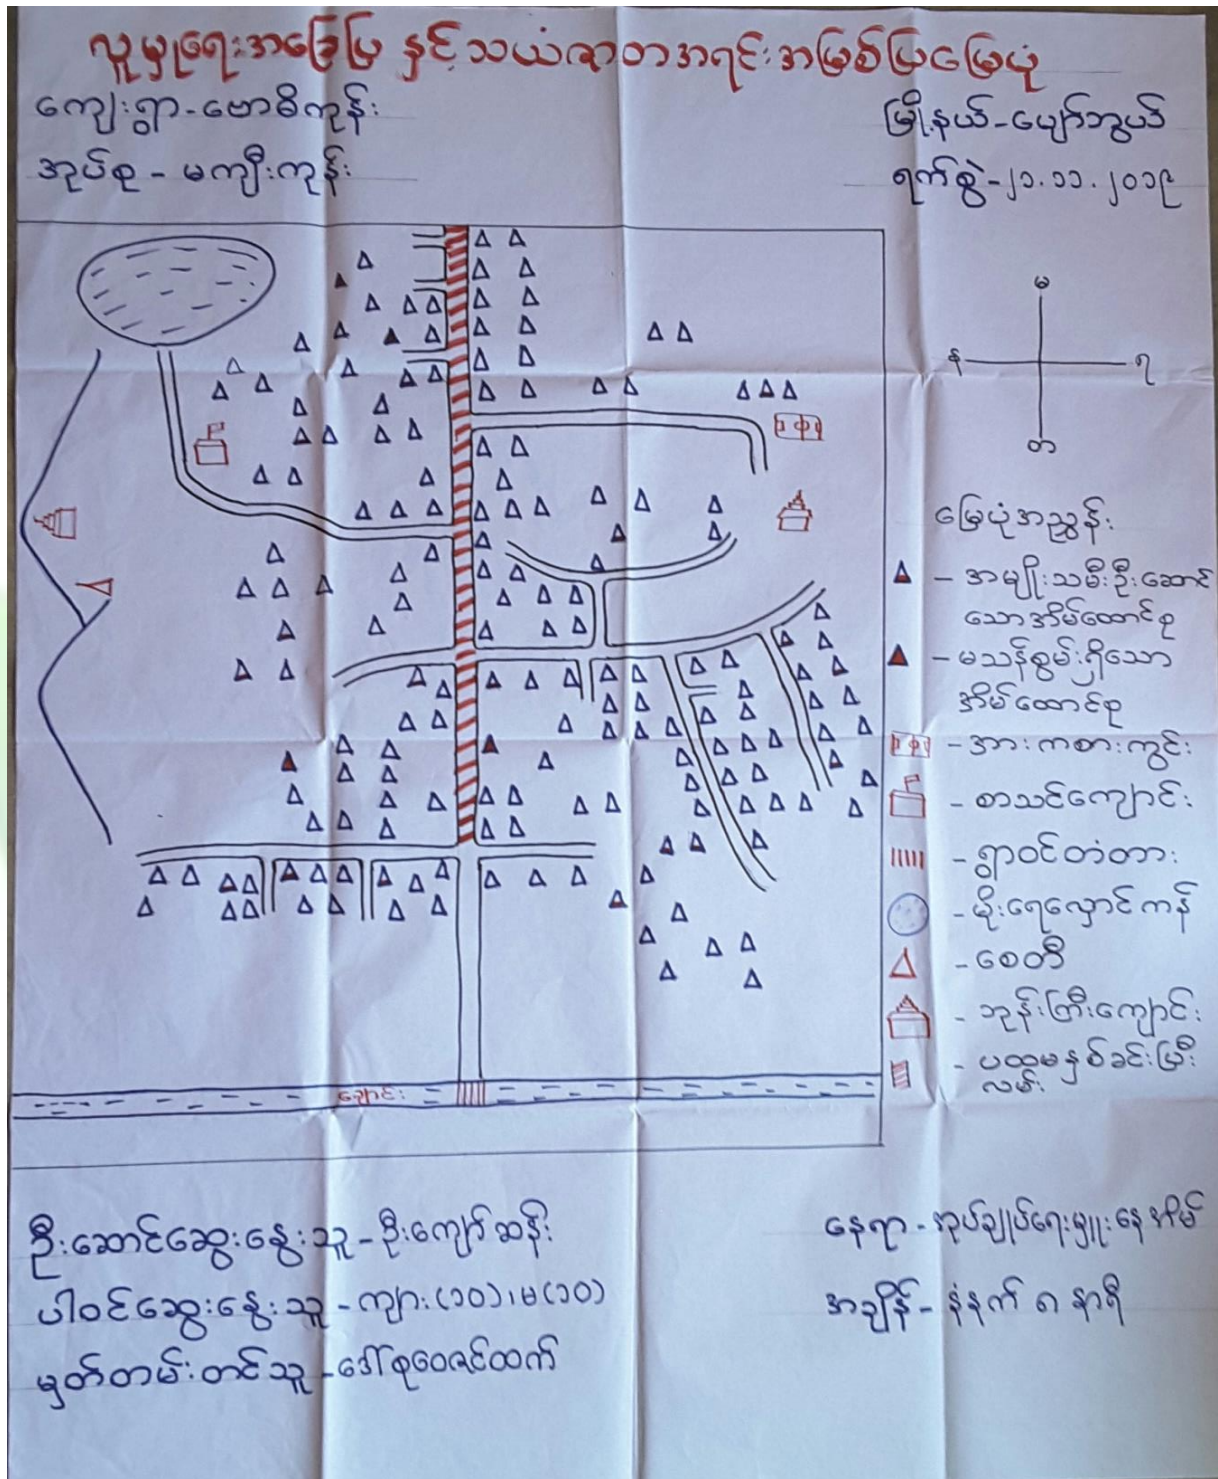 လူမှုရေးအခြေပြ နှင့် သယံဇာတအရင်းအမြစ်ပြမြေပုံ
ကျေးရွာ-ဗောဓိကုန်း
အုပ်စု - မကျီးကုန်း
မြို့နယ်-ပျော်ဘွယ်
ရက်စွဲ-၂၁.၁၁.၂၀၁၉
မ
န
ရ
တ
မြေပုံအညွှန်း
- အမျိုးသမီးဦးဆောင်
သောအိမ်ထောင်စု
- မသန်စွမ်းရှိသော
အိမ်ထောင်စု
- အားကစားကွင်း
- စာသင်ကျောင်း
- ရွာဝင်တံတား
- မိုးရေလှောင်ကန်
- စေတီ
- ဘုန်းကြီးကျောင်း
- ပထမနှစ်ခင်းပြီး
လမ်း
ချောင်း
ဦးဆောင်ဆွေးနွေးသူ-ဦးကျော်ဆန်း
ပါဝင်ဆွေးနွေးသူ - ကျား(၁၀)၊မ(၁၀)
မှတ်တမ်းတင်သူ -ဒေါ်စုဝေဇင်ထက်
နေရာ - အုပ်ချုပ်ရေးမှူးနေအိမ်
အချိန် - နံနက် ၈ နာရီ